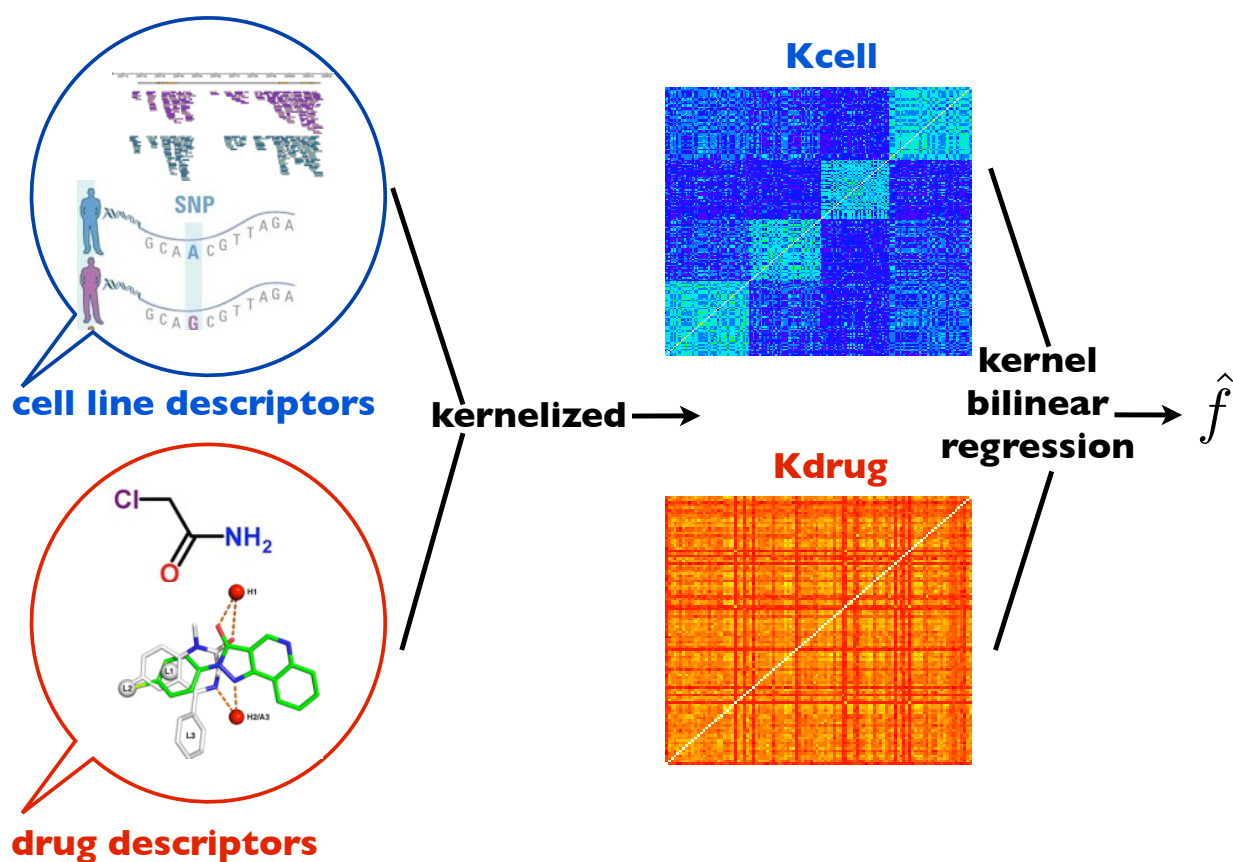 SNP
GCAACGTTAGA
GCAGCGTTAGA
cell line descriptors
Cl
NH2
O
H1
L1
L2
H2/A3
L3
drug descriptors
kernelized
Kcell
Kdrug
kernel
bilinear
regression
f̂